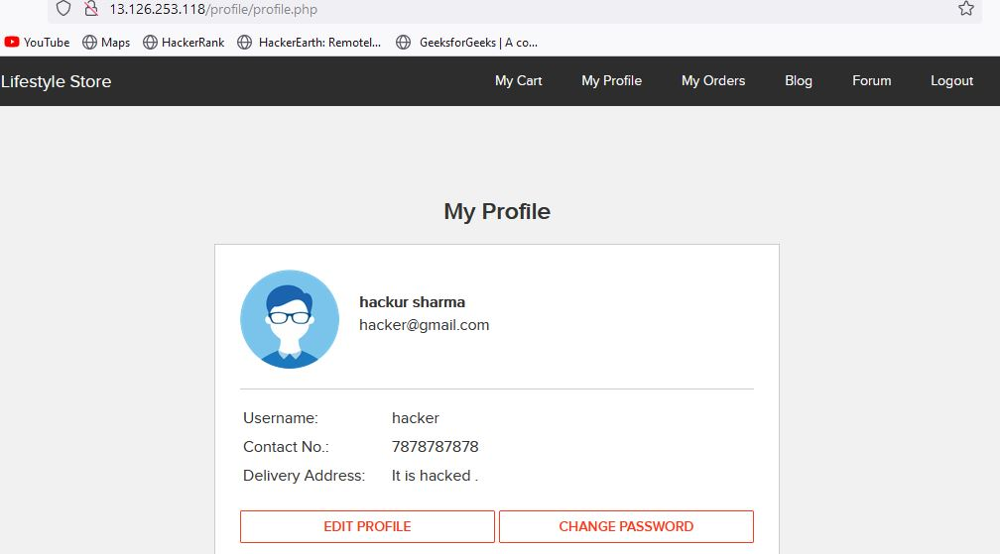 13.126.253.118/profile/profile.php
YouTube Maps HackerRank HackerEarth: Remotel... GeeksforGeeks | A co...
Lifestyle Store My Cart My Profile My Orders Blog Forum Logout
My Profile
hackur sharma
hacker@gmail.com
Username: hacker
Contact No.: 7878787878
Delivery Address: It is hacked .
EDIT PROFILE CHANGE PASSWORD